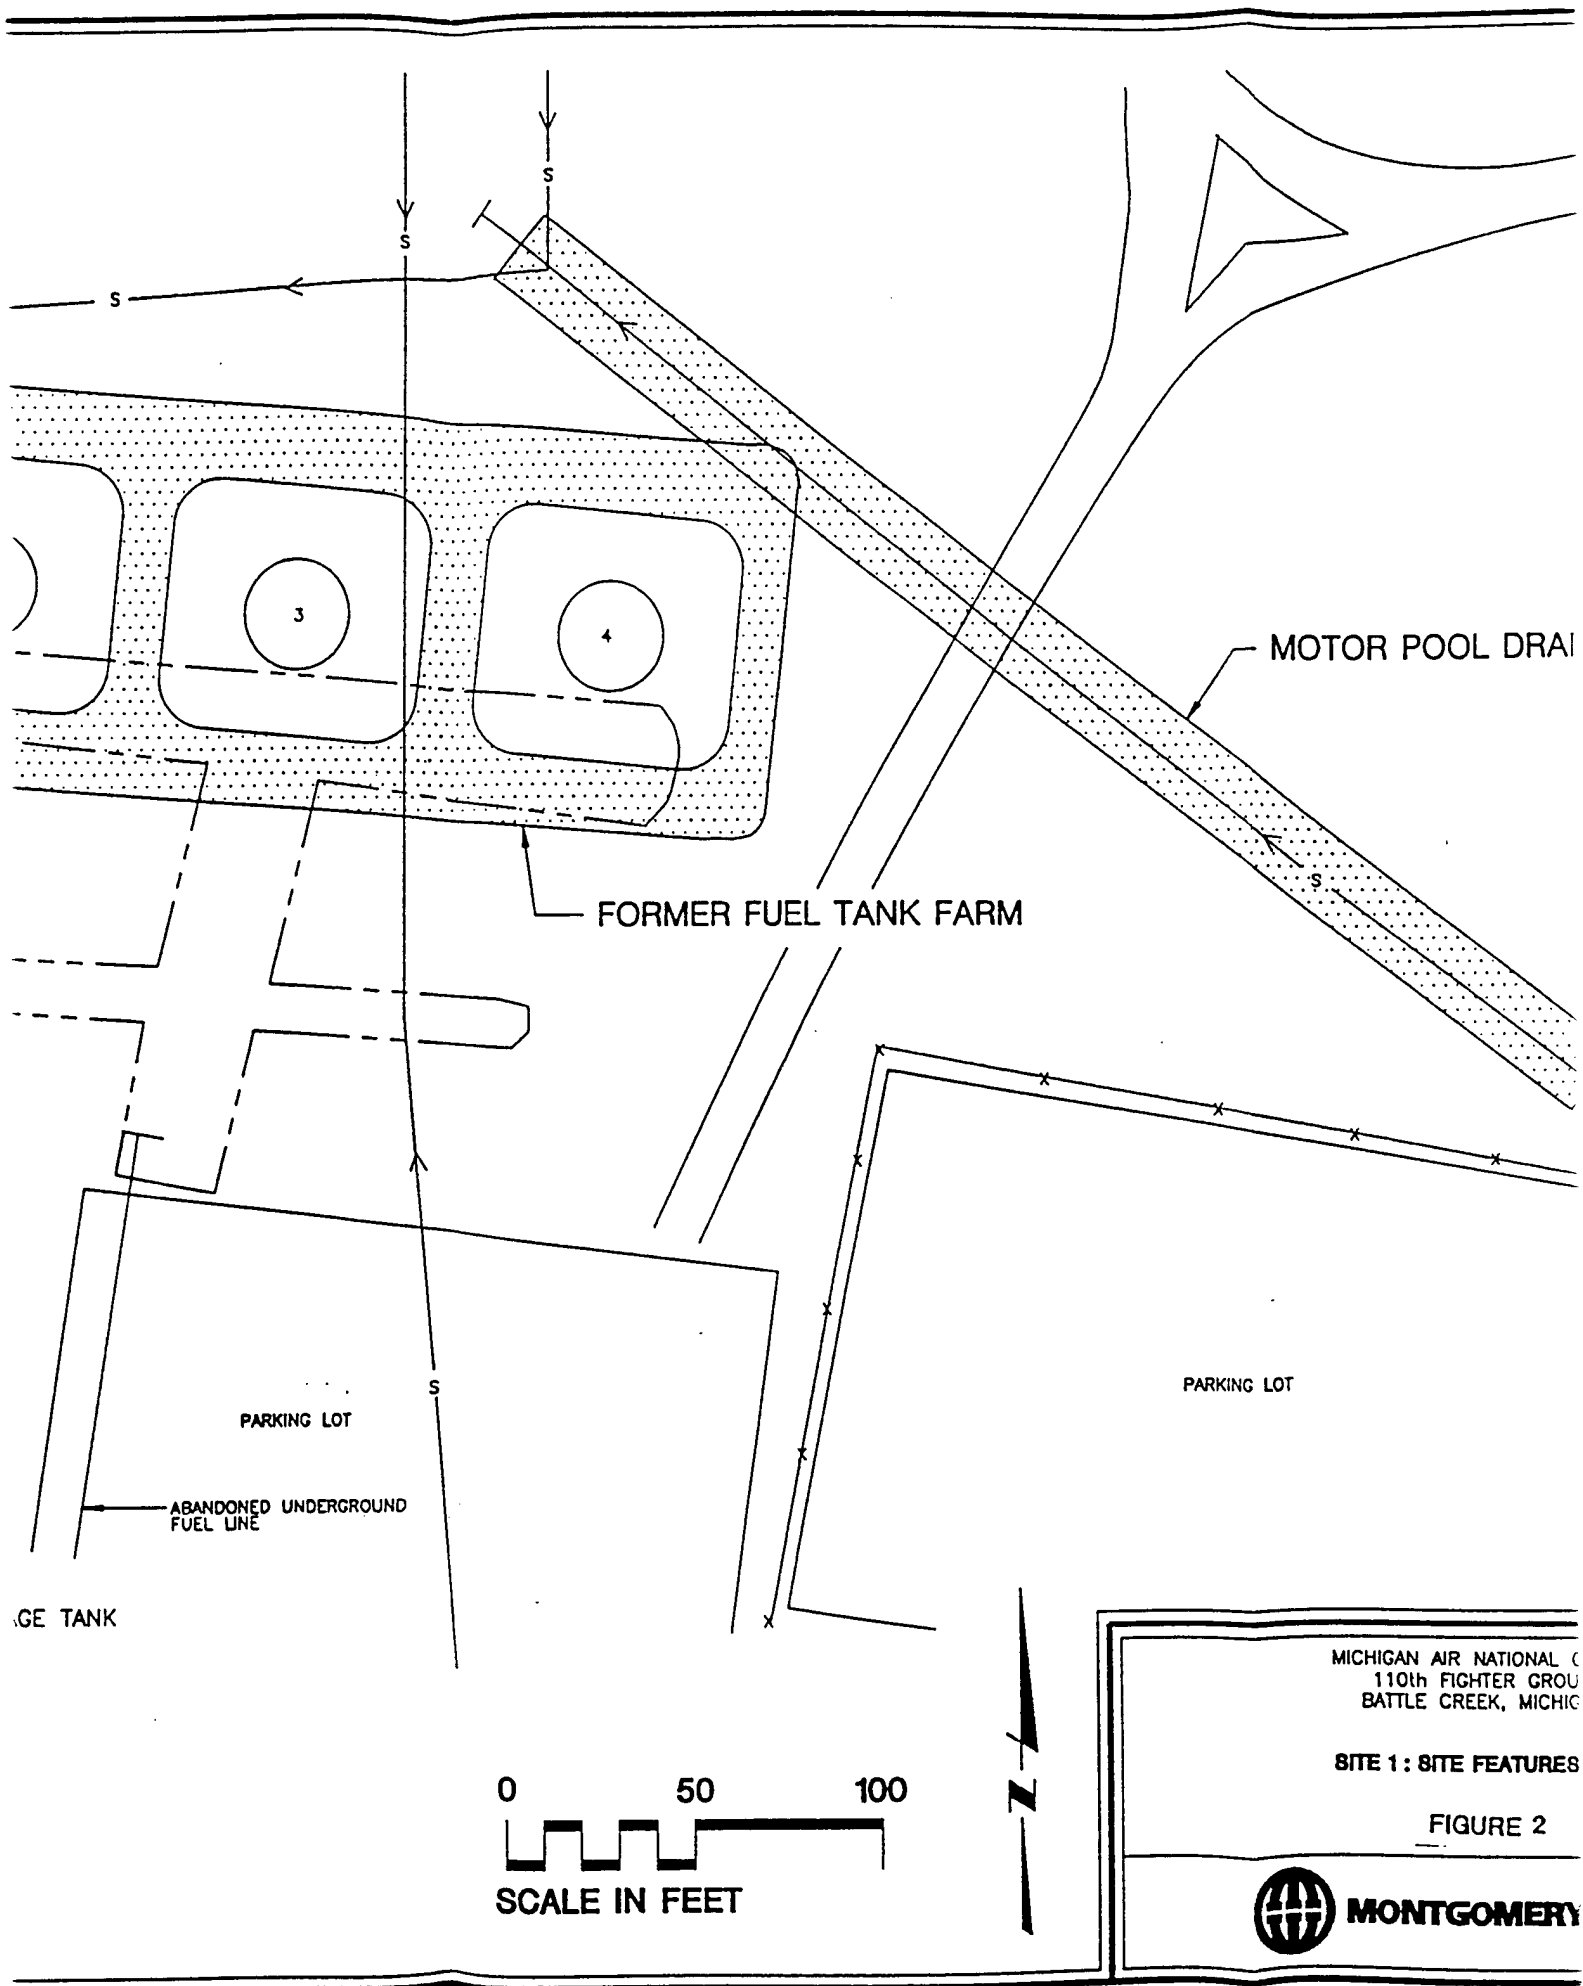 S
S
S
3
4
MOTOR POOL DRAI
S
FORMER FUEL TANK FARM
PARKING LOT
S
PARKING LOT
ABANDONED UNDERGROUND
FUEL LINE
GE TANK
MICHIGAN AIR NATIONAL
110th FIGHTER GROU
BATTLE CREEK, MICHIG
SITE 1: SITE FEATURES
0 50 100
N
FIGURE 2
SCALE IN FEET
MONTGOMERY